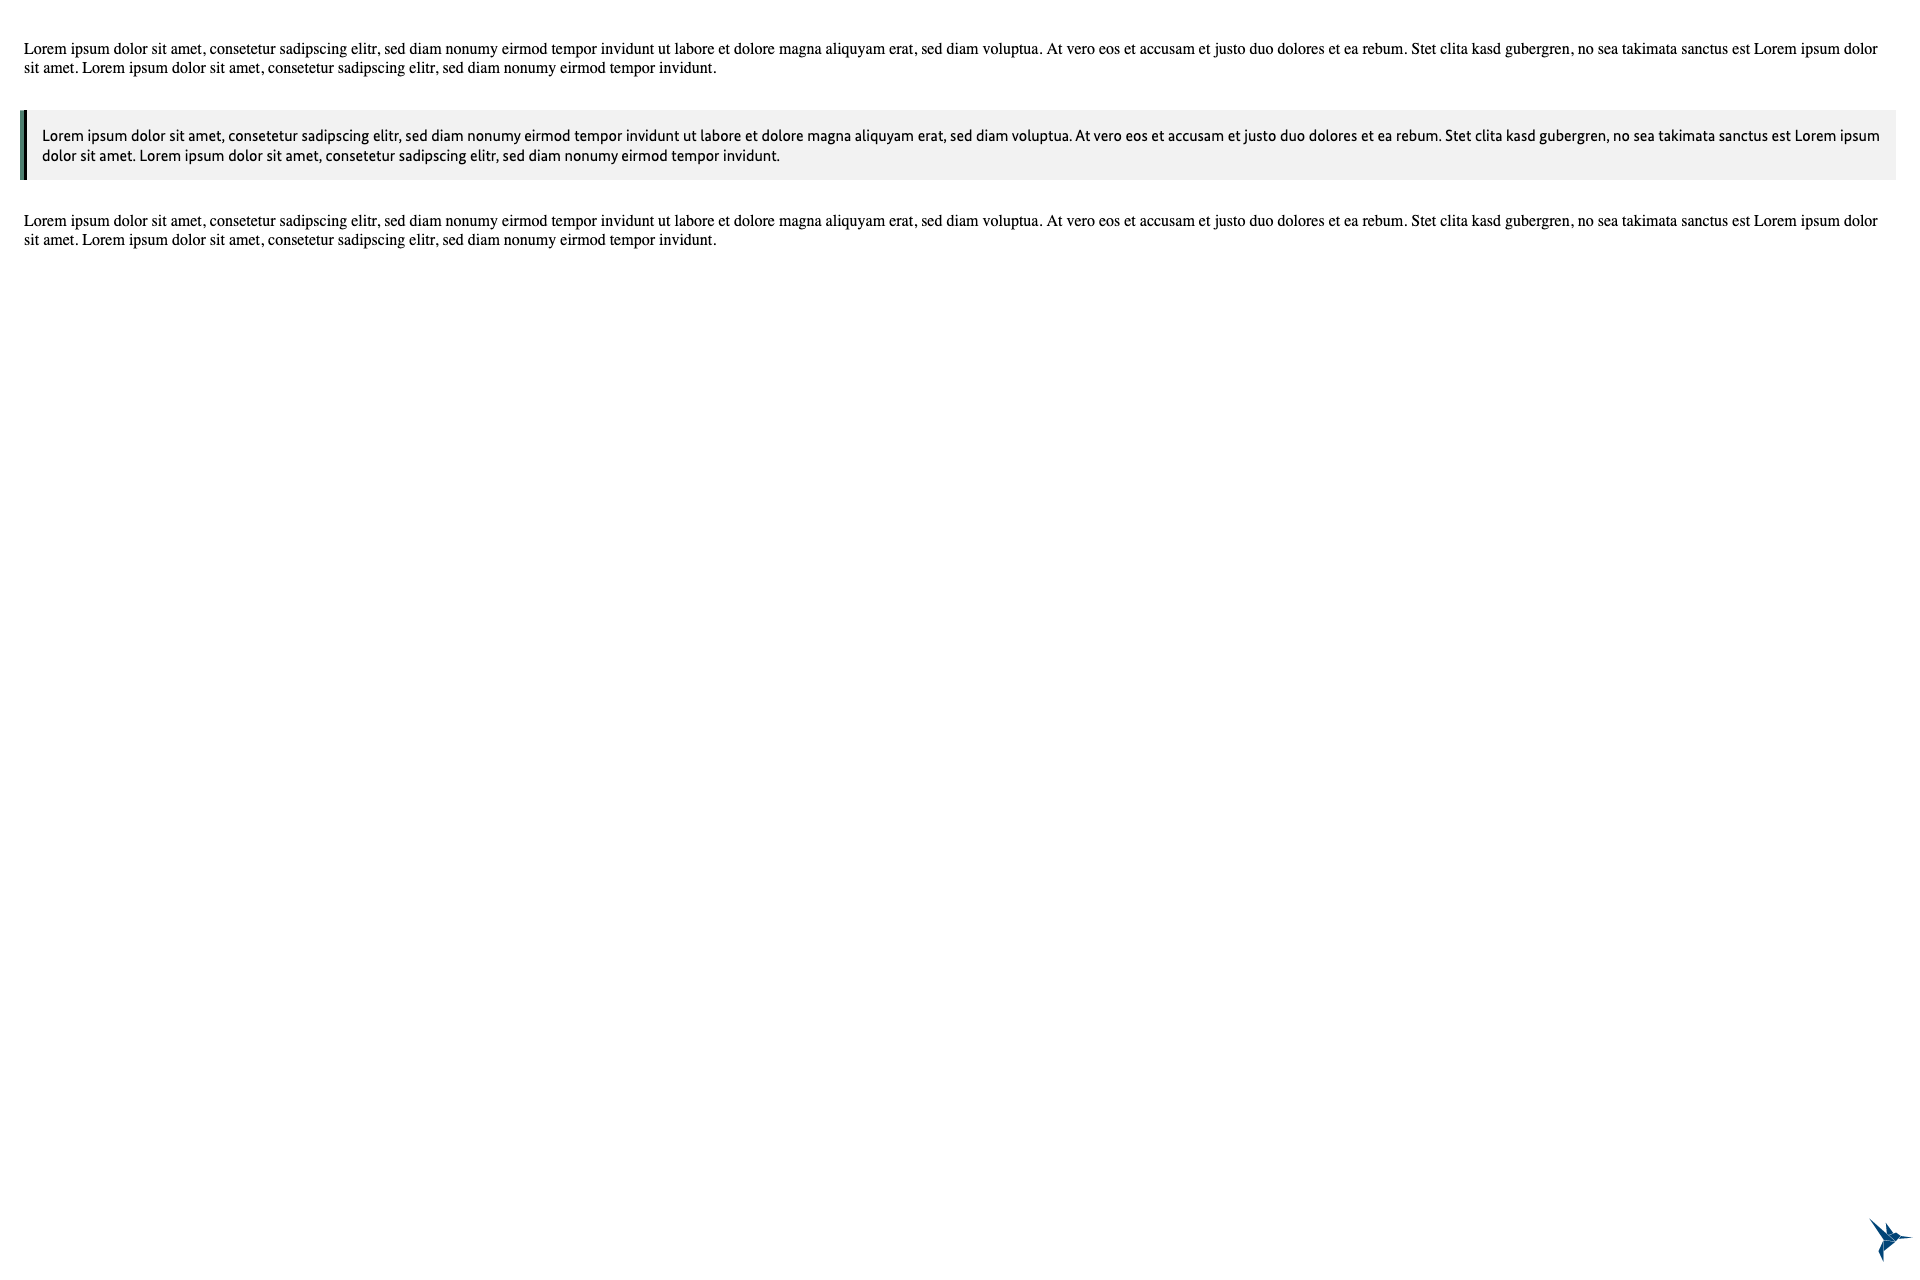 Lorem ipsum dolor sit amet, consetetur sadipscing elitr, sed diam nonumy eirmod tempor invidunt ut labore et dolore magna aliquyam erat, sed diam voluptua. At vero eos et accusam et justo duo dolores et ea rebum. Stet clita kasd gubergren, no sea takimata sanctus est Lorem ipsum dolor
sit amet. Lorem ipsum dolor sit amet, consetetur sadipscing elitr, sed diam nonumy eirmod tempor invidunt.
Lorem ipsum dolor sit amet, consetetur sadipscing elitr, sed diam nonumy eirmod tempor invidunt ut labore et dolore magna aliquyam erat, sed diam voluptua. At vero eos et accusam et justo duo dolores et ea rebum. Stet clita kasd gubergren, no sea takimata sanctus est Lorem ipsum
dolor sit amet. Lorem ipsum dolor sit amet, consetetur sadipscing elitr, sed diam nonumy eirmod tempor invidunt.
Lorem ipsum dolor sit amet, consetetur sadipscing elitr, sed diam nonumy eirmod tempor invidunt ut labore et dolore magna aliquyam erat, sed diam voluptua. At vero eos et accusam et justo duo dolores et ea rebum. Stet clita kasd gubergren, no sea takimata sanctus est Lorem ipsum dolor
sit amet. Lorem ipsum dolor sit amet, consetetur sadipscing elitr, sed diam nonumy eirmod tempor invidunt.